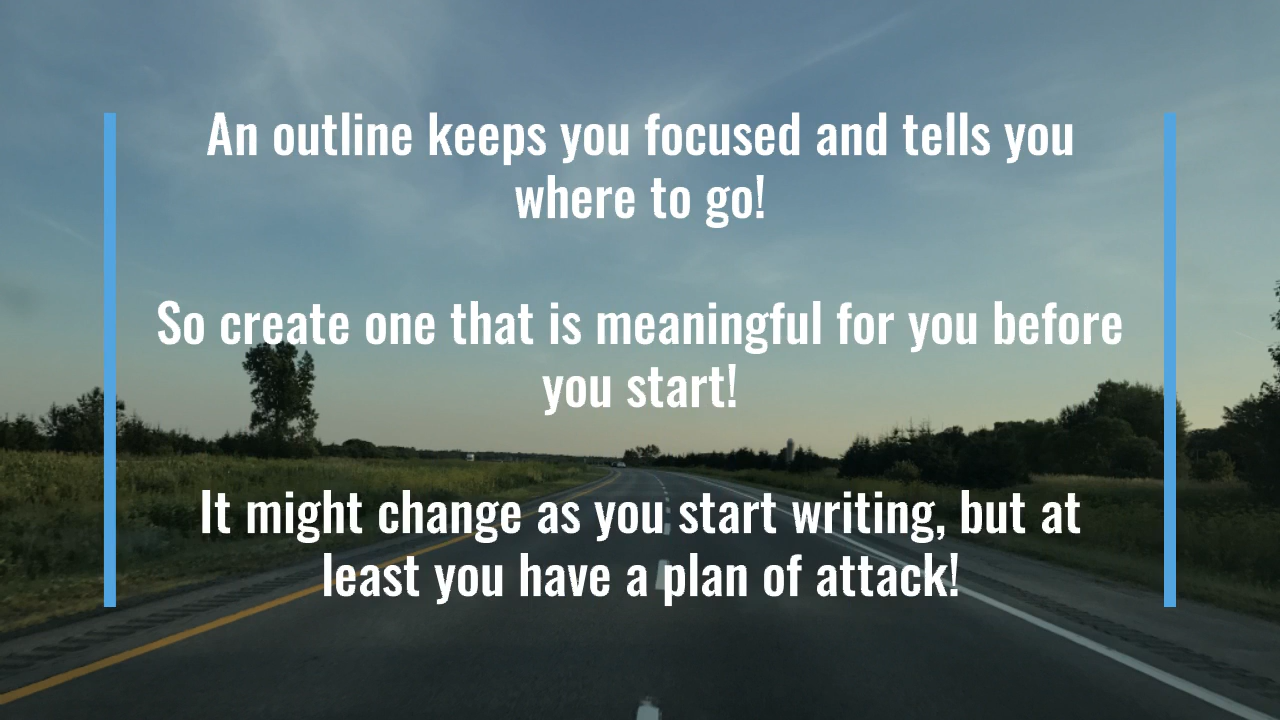 An outline keeps you focused and tells you
where to go!
So create one that is meaningful for you before
you start!
It might change as you start writing, but at
least you have a plan of attack!